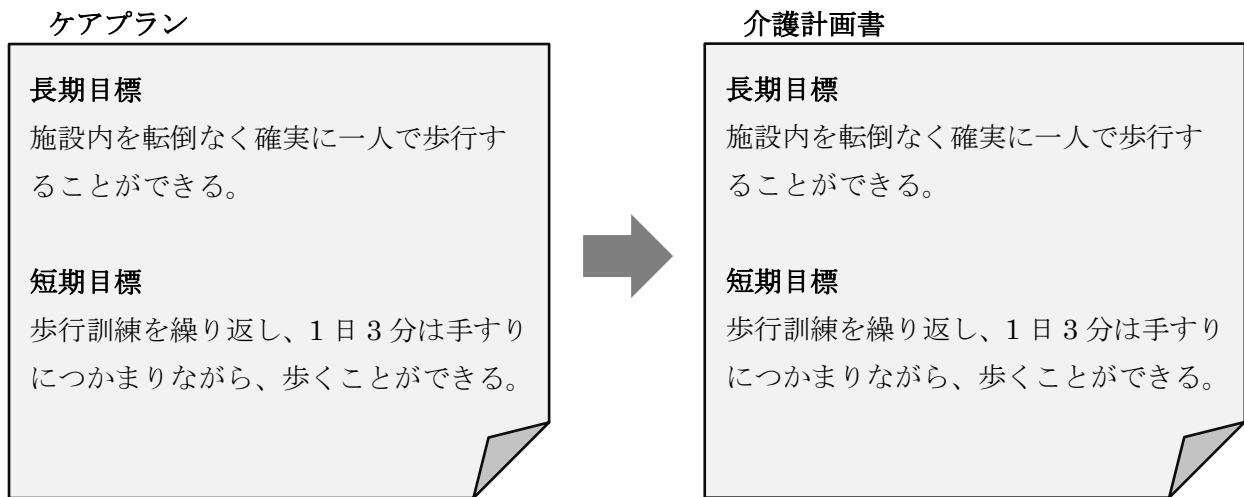 ケアプラン
長期目標
施設内を転倒なく確実に一人で歩行す
ることができる。
短期目標
歩行訓練を繰り返し、1 日 3 分は手すり
につかまりながら、歩くことができる。
介護計画書
長期目標
施設内を転倒なく確実に一人で歩行す
ることができる。
短期目標
歩行訓練を繰り返し、1 日 3 分は手すり
につかまりながら、歩くことができる。